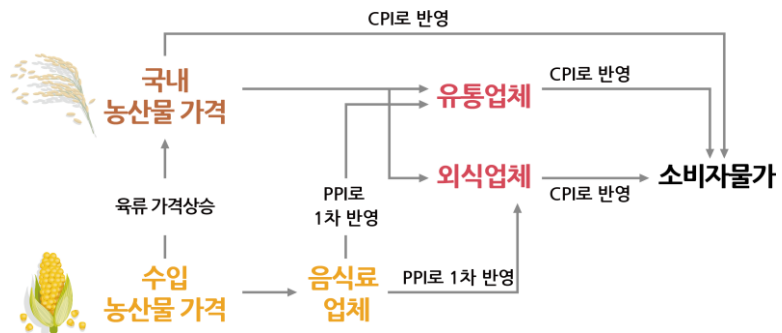 CPI로 반영
국내
농산물 가격
유통업체
CPI로 반영
외식업체
CPI로 반영
소비자물가
육류 가격상승
PPI로
1차 반영
수입
농산물 가격
음식료
업체
PPI로 1차 반영